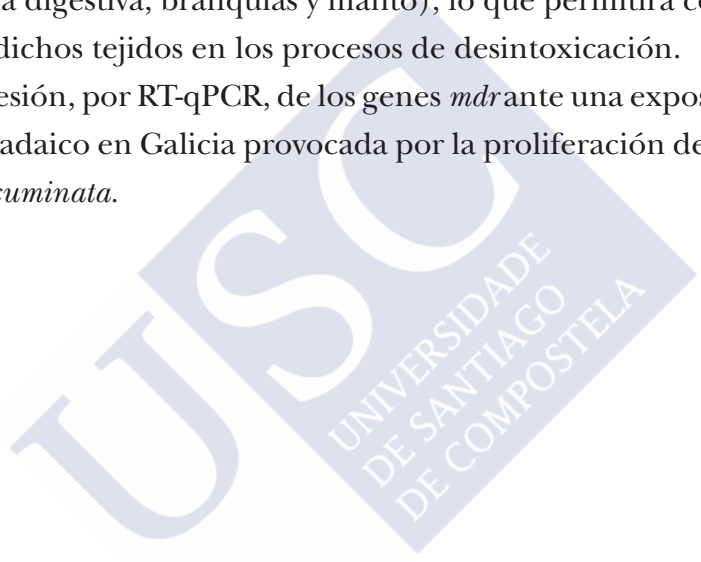 digestiva, branquias y manto), lo que permitirá
dichos tejidos en los procesos de desintoxicación.
esión, por RT-qPCR, de los genes mdr ante una expos
adaico en Galicia provocada por la proliferación de
cuminata.
USC
UNIVERSIDADE
DE SANTIAGO
DE COMPOSTELA